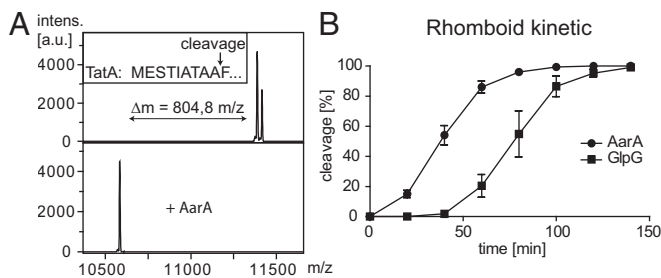 A
intens.
[a.u.]
cleavage
TatA: MESTIATAAF...
Δm = 804,8 m/z
4000
2000
0
4000
2000
0
+ AarA
10500 11000 11500 m/z
B
Rhomboid kinetic
cleavage [%]
100
80
60
40
20
0
AarA
GlpG
0 50 100 150
time [min]